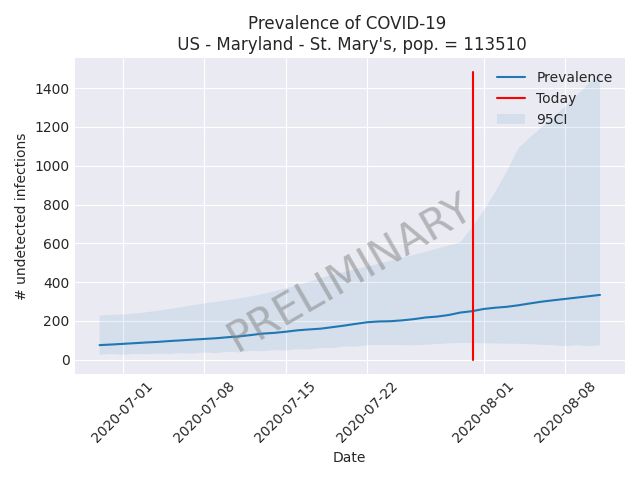 Prevalence of COVID-19
US - Maryland - St. Mary's, pop. = 113510
Prevalence
Today
95CI
1400
1200
1000
800
600
400
200
0
# undetected infections
PRELIMINARY
2020-07-01
2020-07-08
2020-07-15
2020-07-22
2020-08-01
2020-08-08
Date